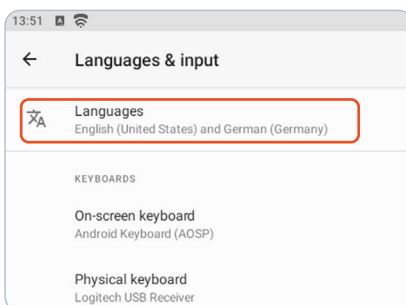 13:51
Languages & input
Languages
English (United States) and German (Germany)
KEYBOARDS
On-screen keyboard
Android Keyboard (AOSP)
Physical keyboard
Logitech USB Receiver